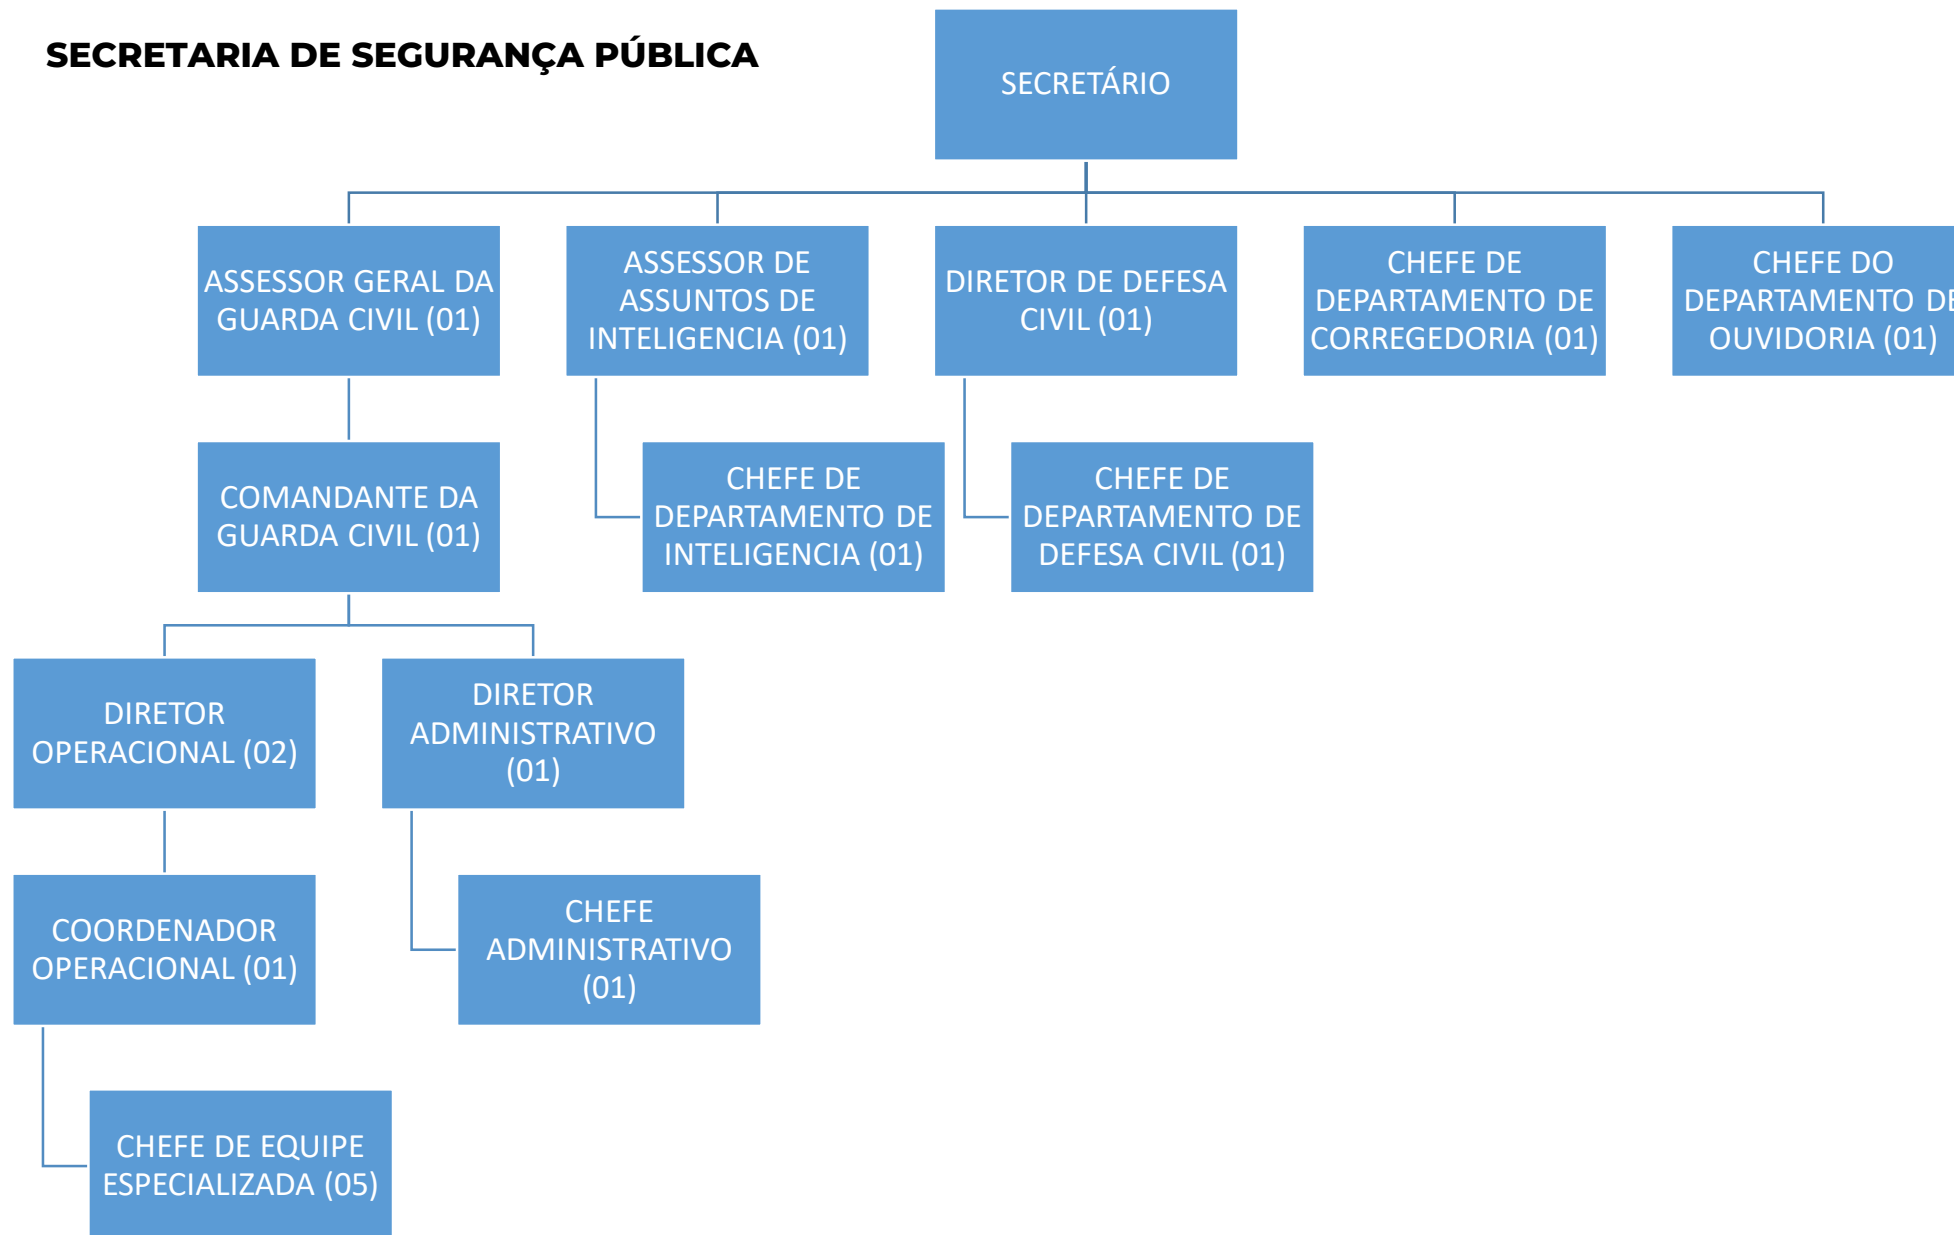 SECRETARIA DE SEGURANÇA PÚBLICA
SECRETÁRIO
ASSESSOR GERAL DA
GUARDA CIVIL (01)
ASSESSOR DE
ASSUNTOS DE
INTELIGENCIA (01)
DIRETOR DE DEFESA
CIVIL (01)
CHEFE DE
DEPARTAMENTO DE
CORREGEDORIA (01)
CHEFE DO
DEPARTAMENTO DE
OUVIDORIA (01)
COMANDANTE DA
GUARDA CIVIL (01)
CHEFE DE
DEPARTAMENTO DE
INTELIGENCIA (01)
CHEFE DE
DEPARTAMENTO DE
DEFESA CIVIL (01)
DIRETOR
OPERACIONAL (02)
DIRETOR
ADMINISTRATIVO
(01)
COORDENADOR
OPERACIONAL (01)
CHEFE
ADMINISTRATIVO
(01)
CHEFE DE EQUIPE
ESPECIALIZADA (05)